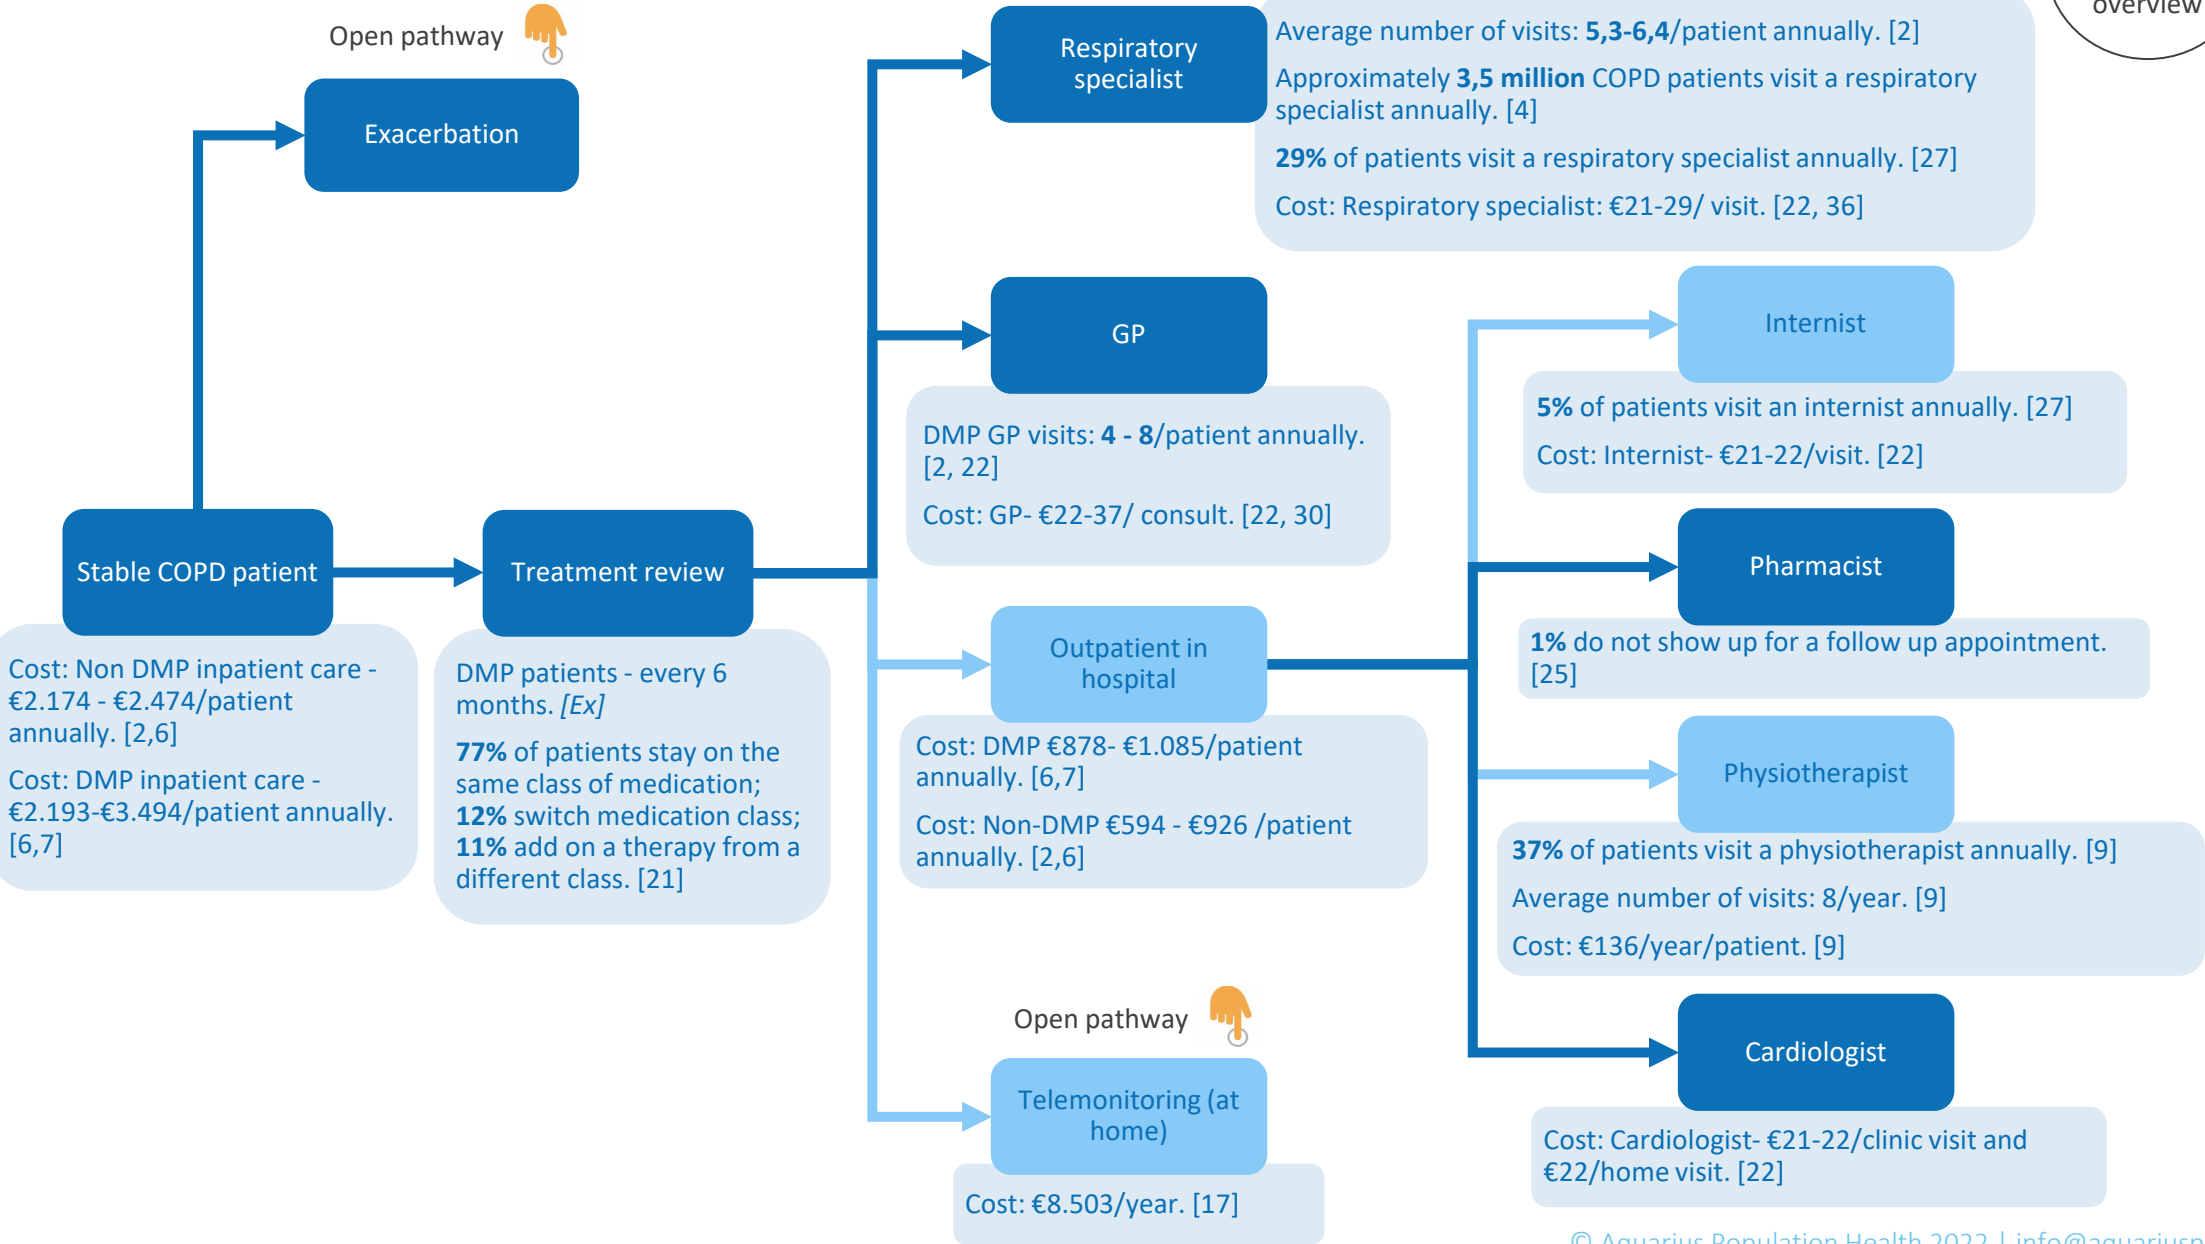 overview
Open pathway
Exacerbation
Respiratory
specialist
Average number of visits: 5,3-6,4/patient annually. [2]
Approximately 3,5 million COPD patients visit a respiratory
specialist annually. [4]
29% of patients visit a respiratory specialist annually. [27]
Cost: Respiratory specialist: €21-29/ visit. [22, 36]
GP
DMP GP visits: 4 - 8/patient annually.
[2, 22]
Cost: GP- €22-37/ consult. [22, 30]
Internist
5% of patients visit an internist annually. [27]
Cost: Internist- €21-22/visit. [22]
Stable COPD patient
Cost: Non DMP inpatient care -
€2.174 - €2.474/patient
annually. [2,6]
Cost: DMP inpatient care -
€2.193-€3.494/patient annually.
[6,7]
Treatment review
DMP patients - every 6
months. [Ex]
77% of patients stay on the
same class of medication;
12% switch medication class;
11% add on a therapy from a
different class. [21]
Outpatient in
hospital
Cost: DMP €878- €1.085/patient
annually. [6,7]
Cost: Non-DMP €594 - €926 /patient
annually. [2,6]
Pharmacist
1% do not show up for a follow up appointment.
[25]
Physiotherapist
37% of patients visit a physiotherapist annually. [9]
Average number of visits: 8/year. [9]
Cost: €136/year/patient. [9]
Open pathway
Telemonitoring (at
home)
Cost: €8.503/year. [17]
Cardiologist
Cost: Cardiologist- €21-22/clinic visit and
€22/home visit. [22]
© Aquarius Population Health 2022 | info@aquariusp